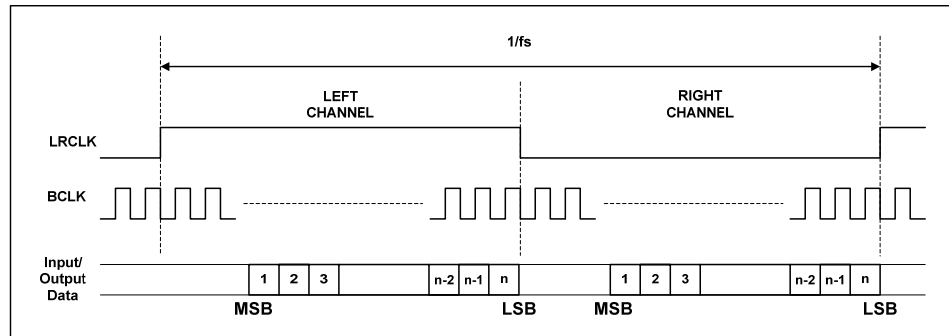 1/fs
LEFT
CHANNEL
RIGHT
CHANNEL
LRCLK
BCLK
Input/
Output
Data
1 2 3 n-2 n-1 n 1 2 3 n-2 n-1 n
MSB LSB MSB LSB